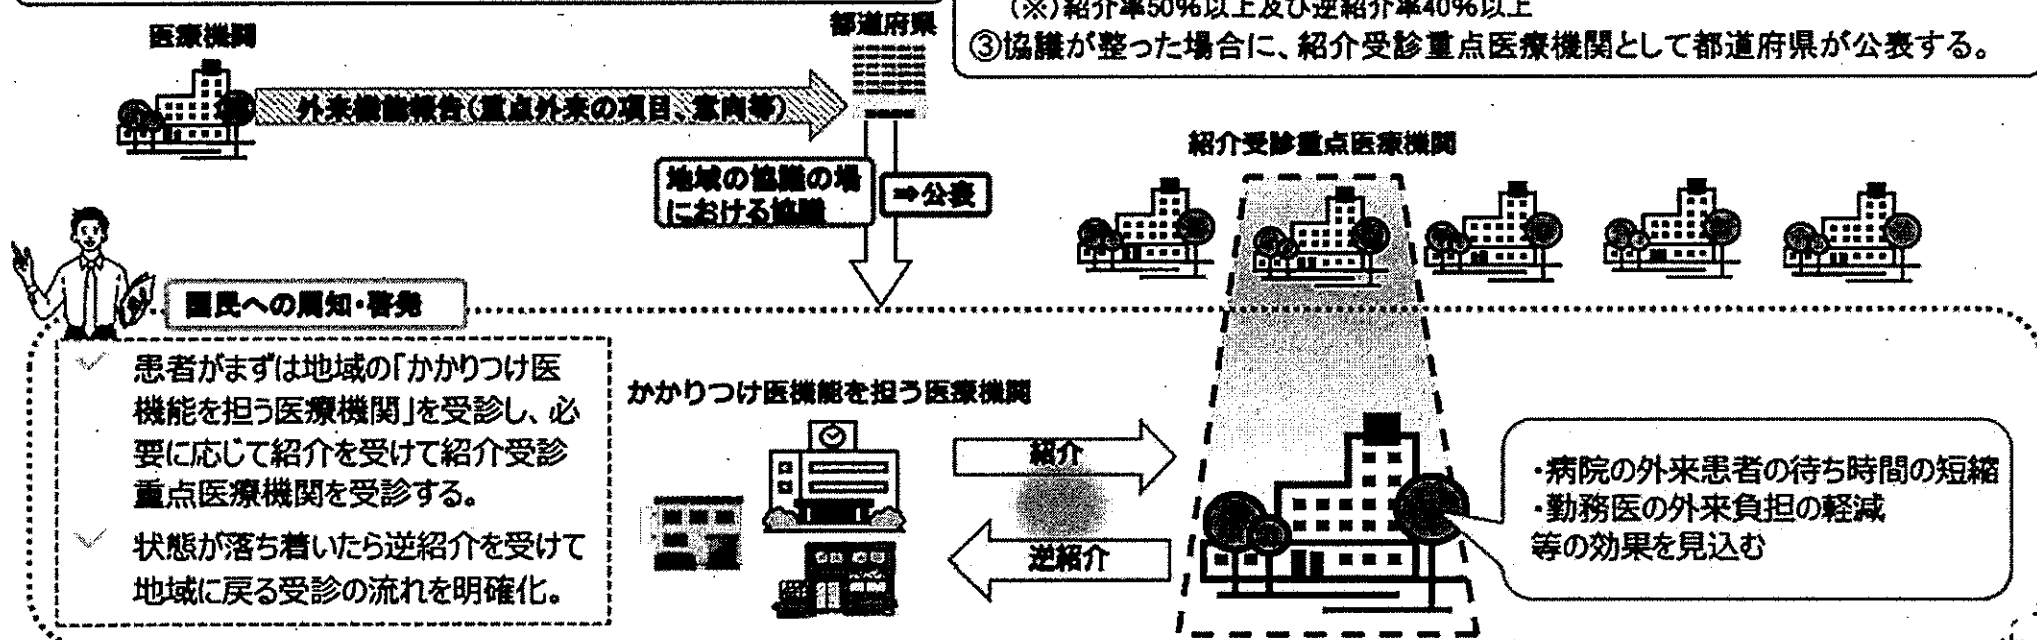 (※)紹介率50%以上及び逆紹介率40%以上
③協議が整った場合に、紹介受診重点医療機関として都道府県が公表する。
医療機関
都道府県
外来機能報告(重点外来の項目、意向等)
紹介受診重点医療機関
地域の協議の場
における協議
⇒公表
国民への周知・啓発
患者がまずは地域の「かかりつけ医
機能を担う医療機関」を受診し、必
要に応じて紹介を受けて紹介受診
重点医療機関を受診する。
状態が落ち着いたら逆紹介を受けて
地域に戻る受診の流れを明確化。
かかりつけ医機能を担う医療機関
紹介
逆紹介
・病院の外来患者の待ち時間の短縮
・勤務医の外来負担の軽減
等の効果を見込む